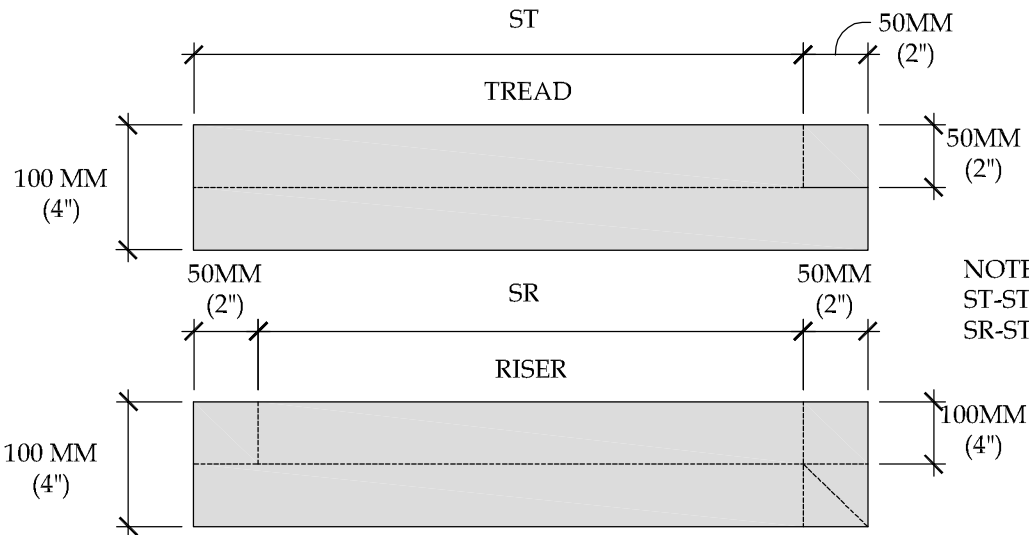 ST
50MM
(2")
TREAD
100 MM
(4")
50MM
(2")
50MM
(2")
SR
50MM
(2")
NOTE
ST-ST
SR-ST
RISER
100 MM
(4")
100MM
(4")